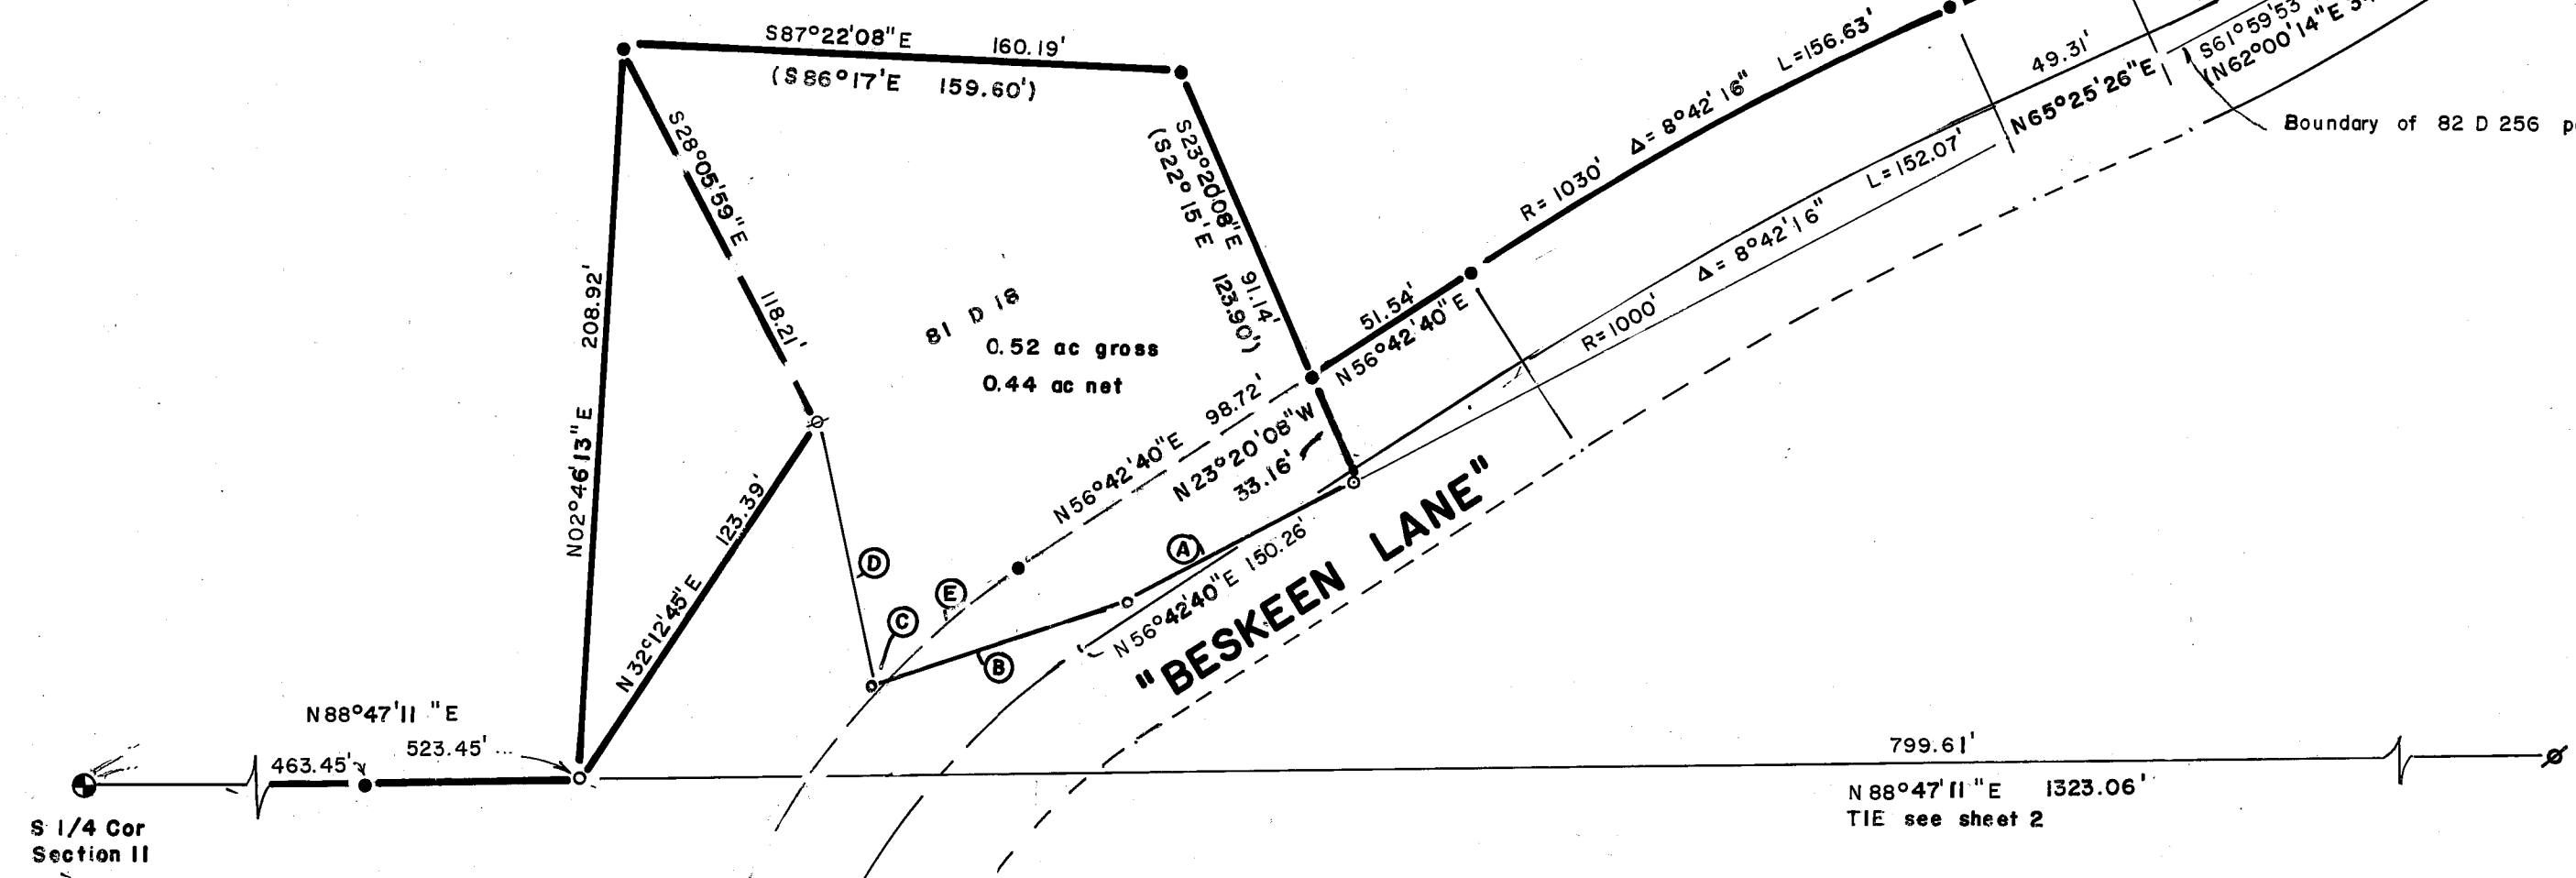 S87°22'08"E 160.19'
(S86°17'E 159.60')
S28°05'59"E 118.21'
N02°46'13"E 208.92'
N32°12'45"E 123.39'
81 D 18
0.52 ac gross
0.44 ac net
S23°20'08"E 91.14'
(S22°15'E 123.90')
51.54'
N56°42'40"E
R=1030' Δ=8°42'16" L=156.63'
R=1000' Δ=8°42'16" L=152.07'
49.31'
N65°25'26"E
S61°59'53
(N62°00'14"E
Boundary of 82 D 256
N56°42'40"E 98.72'
N23°20'08"W
33.16'
A
N56°42'40"E 150.26'
"BESKEEN LANE"
D
E
C
B
N88°47'11"E
463.45'
523.45'
799.61'
N88°47'11"E 1323.06'
TIE see sheet 2
S 1/4 Cor
Section 11